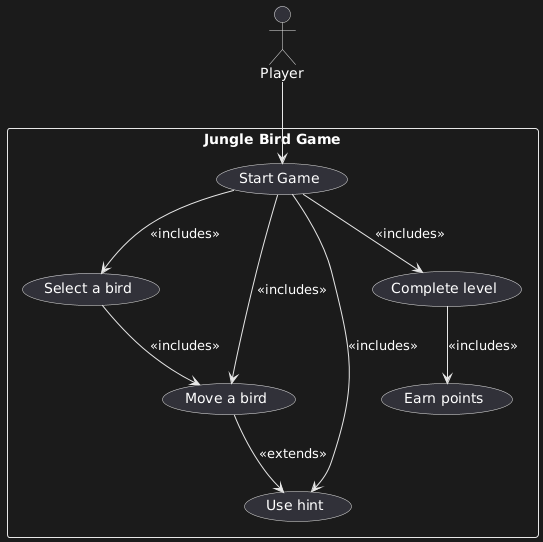 Player
Jungle Bird Game
Start Game
«includes»
«includes»
Select a bird
«includes»
Complete level
«includes»
«includes»
«includes»
Move a bird
Earn points
«extends»
Use hint